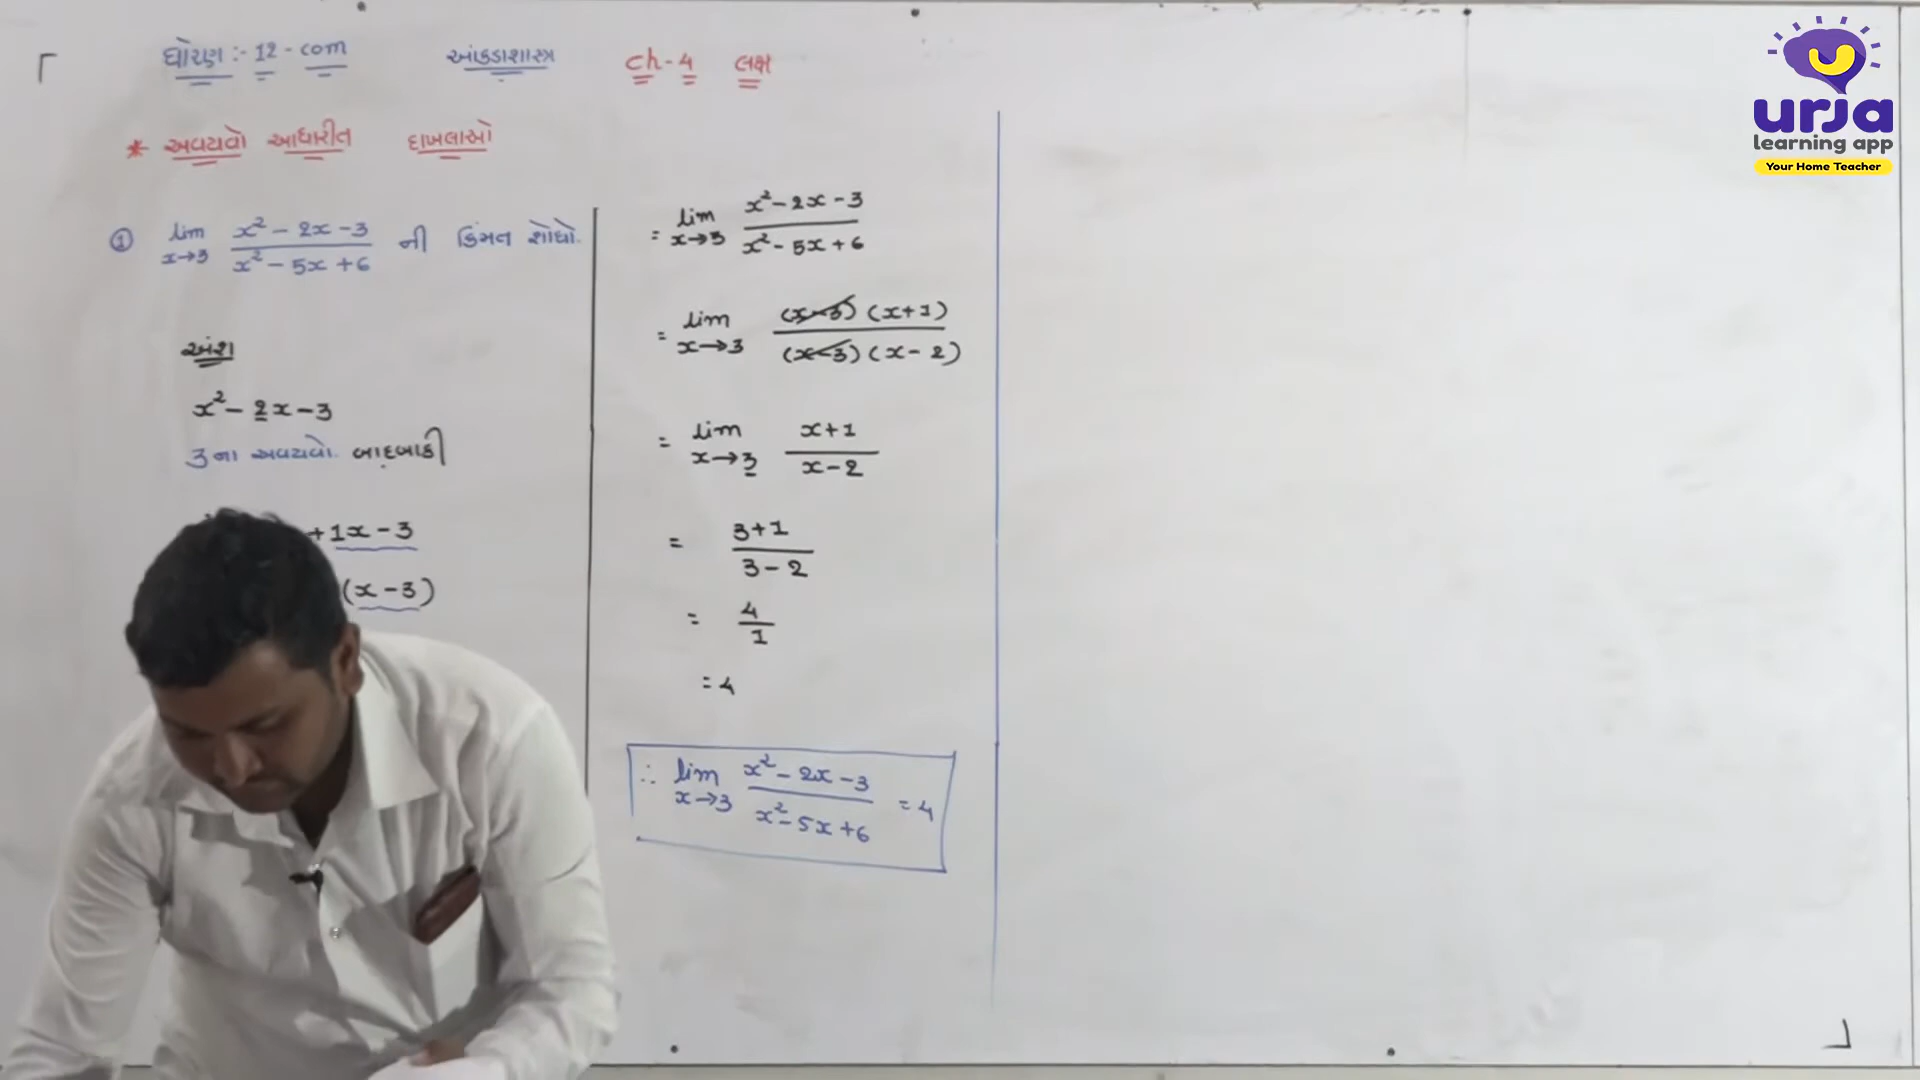 ધોરણ :- 12 - com આંકડાશાસ્ત્ર ch-4 લક્ષ
* અવયવો આધારીત દાખલાઓ
① lim x→3 (x² - 2x - 3)/(x² - 5x + 6) ની કિંમત શોધો.
અંશ
x² - 2x - 3
3ના અવયવો બાદબાકી
+1x - 3
(x - 3)
= lim x→3 (x² - 2x - 3)/(x² - 5x + 6)
= lim x→3 (x-3)(x+1)/(x-3)(x-2)
= lim x→3 (x+1)/(x-2)
= (3+1)/(3-2)
= 4/1
= 4
∴ lim x→3 (x² - 2x - 3)/(x² - 5x + 6) = 4
urja
learning app
Your Home Teacher